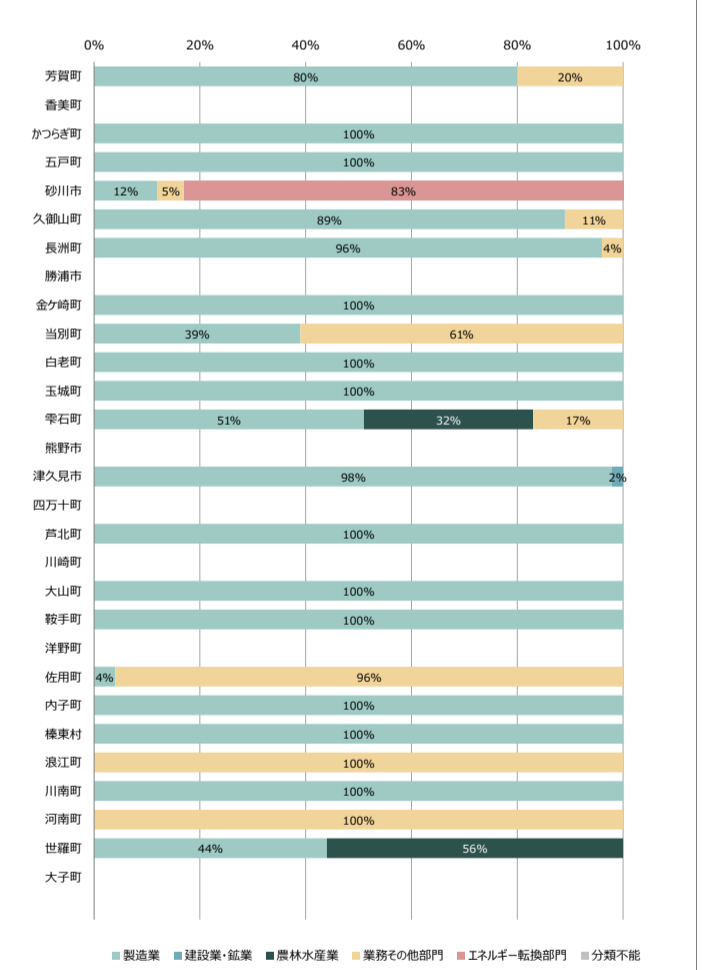 0% 20% 40% 60% 80% 100%
芳賀町 80% 20%
香美町
かつらぎ町 100%
五戸町 100%
砂川市 12% 5% 83%
久御山町 89% 11%
長洲町 96% 4%
勝浦市
金ケ崎町 100%
当別町 39% 61%
白老町 100%
玉城町 100%
雫石町 51% 32% 17%
熊野市
津久見市 98% 2%
四万十町
芦北町 100%
川崎町
大山町 100%
鞍手町 100%
洋野町
佐用町 4% 96%
内子町 100%
榛東村 100%
浪江町 100%
川南町 100%
河南町 100%
世羅町 44% 56%
大子町
製造業 建設業・鉱業 農林水産業 業務その他部門 エネルギー転換部門 分類不能